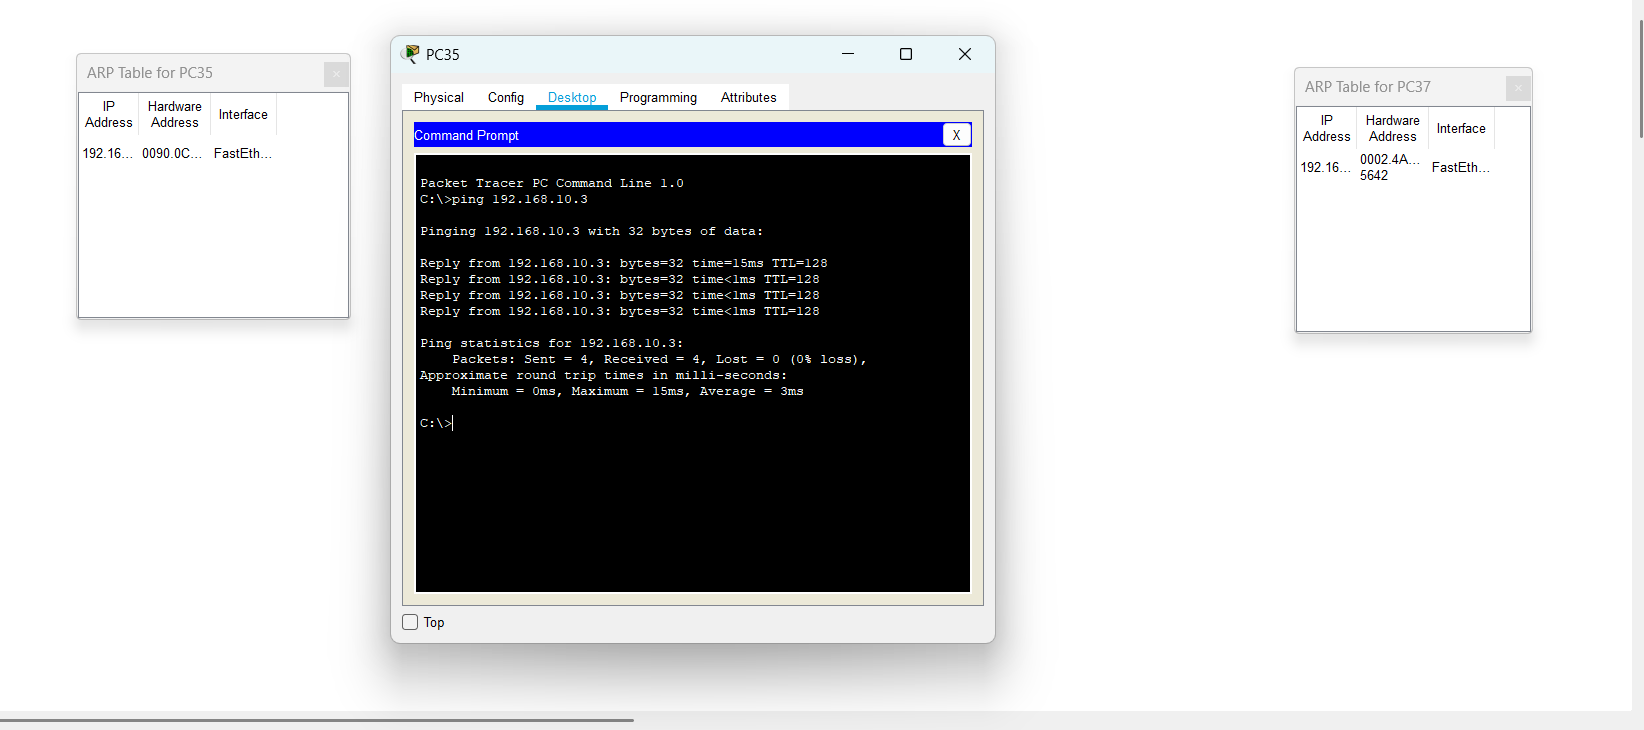 ARP Table for PC35
IP Address
Hardware Address
Interface
192.16...
0090.0C...
FastEth...
PC35
Physical
Config
Desktop
Programming
Attributes
Command Prompt
X
Packet Tracer PC Command Line 1.0
C:\>ping 192.168.10.3
Pinging 192.168.10.3 with 32 bytes of data:
Reply from 192.168.10.3: bytes=32 time=15ms TTL=128
Reply from 192.168.10.3: bytes=32 time<1ms TTL=128
Reply from 192.168.10.3: bytes=32 time<1ms TTL=128
Reply from 192.168.10.3: bytes=32 time<1ms TTL=128
Ping statistics for 192.168.10.3:
Packets: Sent = 4, Received = 4, Lost = 0 (0% loss),
Approximate round trip times in milli-seconds:
Minimum = 0ms, Maximum = 15ms, Average = 3ms
C:\>
Top
ARP Table for PC37
IP Address
Hardware Address
Interface
192.16...
0002.4A...
5642
FastEth...